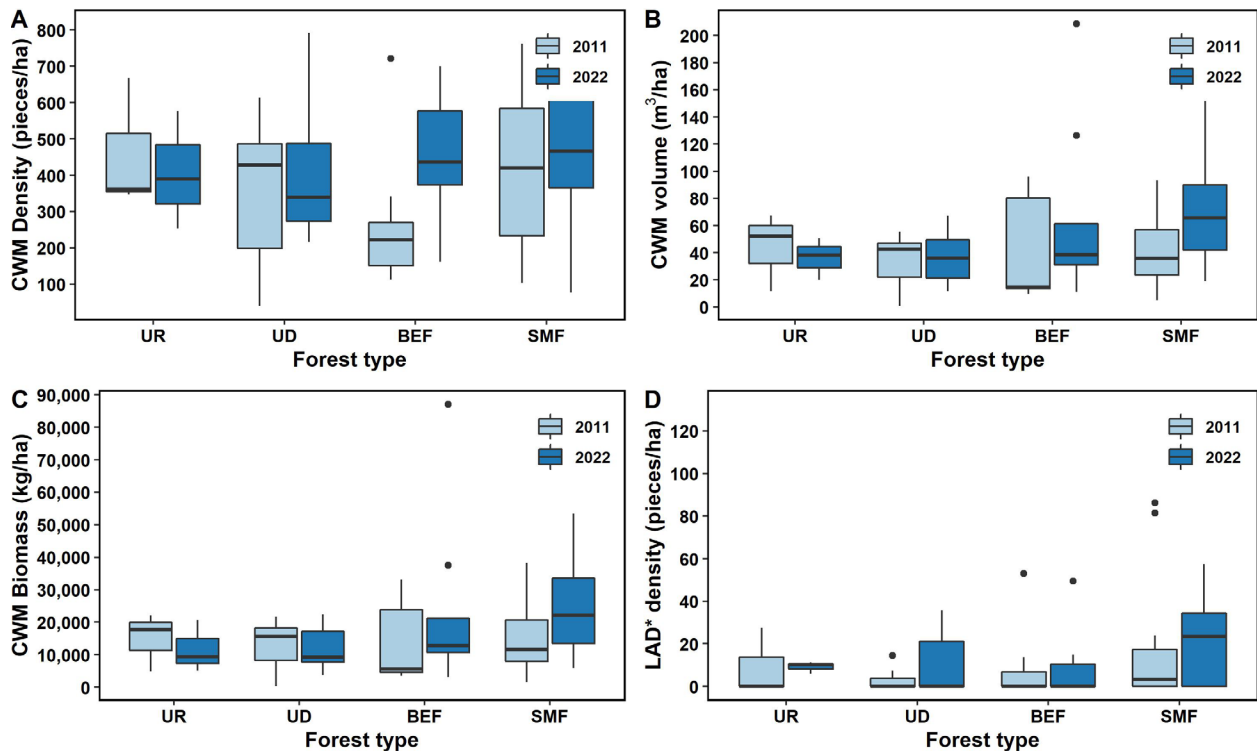 A
CWM Density (pieces/ha)
800
700
600
500
400
300
200
100
2011
2022
UR
UD
BEF
SMF
Forest type
B
CWM volume (m³/ha)
200
180
160
140
120
100
80
60
40
20
0
2011
2022
UR
UD
BEF
SMF
Forest type
C
CWM Biomass (kg/ha)
90,000
80,000
70,000
60,000
50,000
40,000
30,000
20,000
10,000
0
2011
2022
UR
UD
BEF
SMF
Forest type
D
LAD* density (pieces/ha)
120
100
80
60
40
20
0
2011
2022
UR
UD
BEF
SMF
Forest type